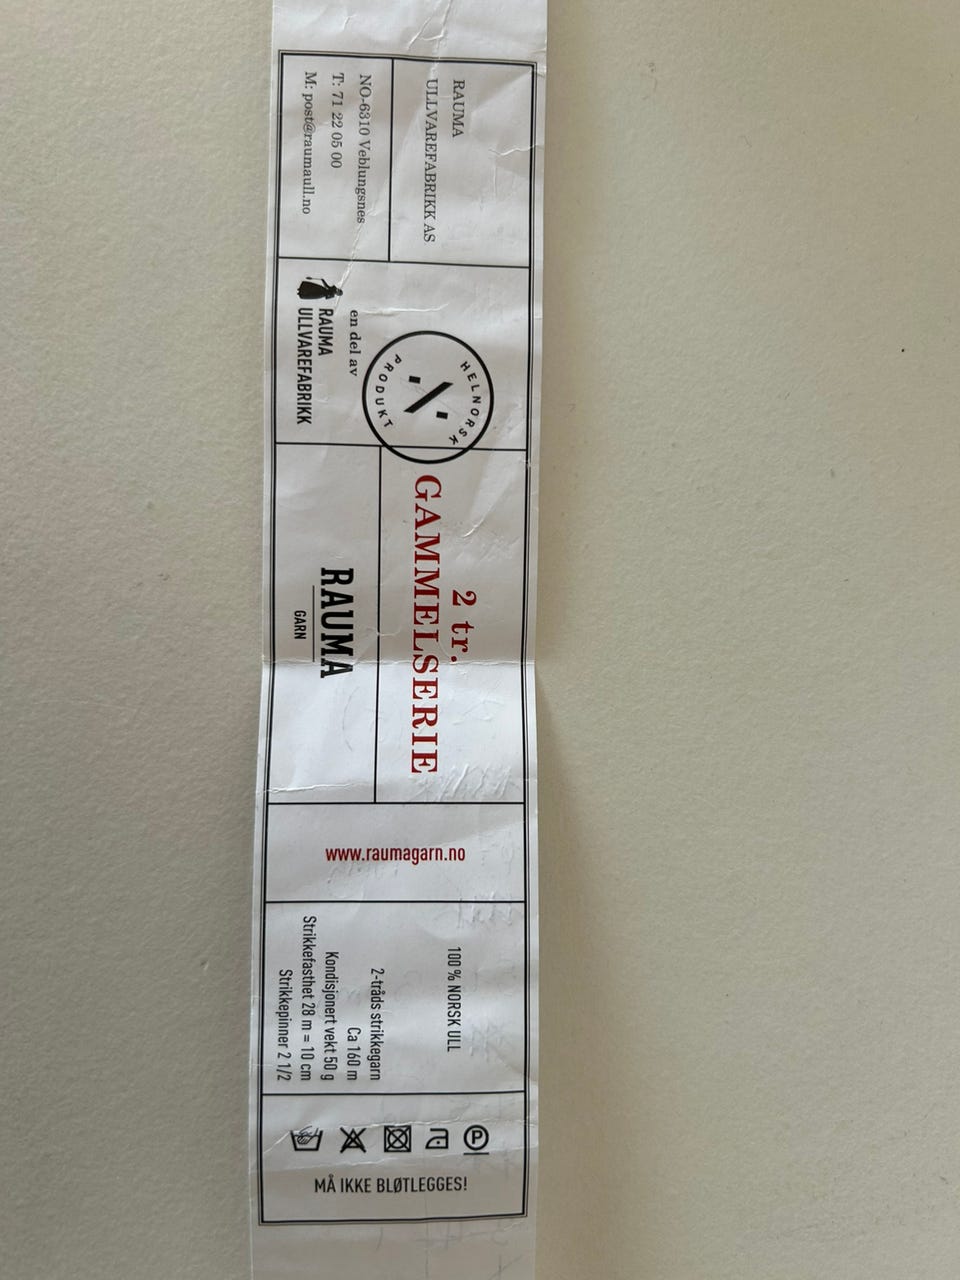 RAUMA
ULLVAREFABRIKK AS
NO-6310 Veblungsnes
T: 71 22 05 00
M: post@raumaull.no
HELNORSK
PRODUKT
en del av
RAUMA
ULLVAREFABRIKK
2 tr.
GAMMELSERIE
RAUMA
GARN
www.raumagarn.no
100 % NORSK ULL
2-tråds strikkegarn
Ca 160 m
Kondisjonert vekt 50 g
Strikkefasthet 28 m = 10 cm
Strikkepinner 2 1/2
P
MÅ IKKE BLØTLEGGES!